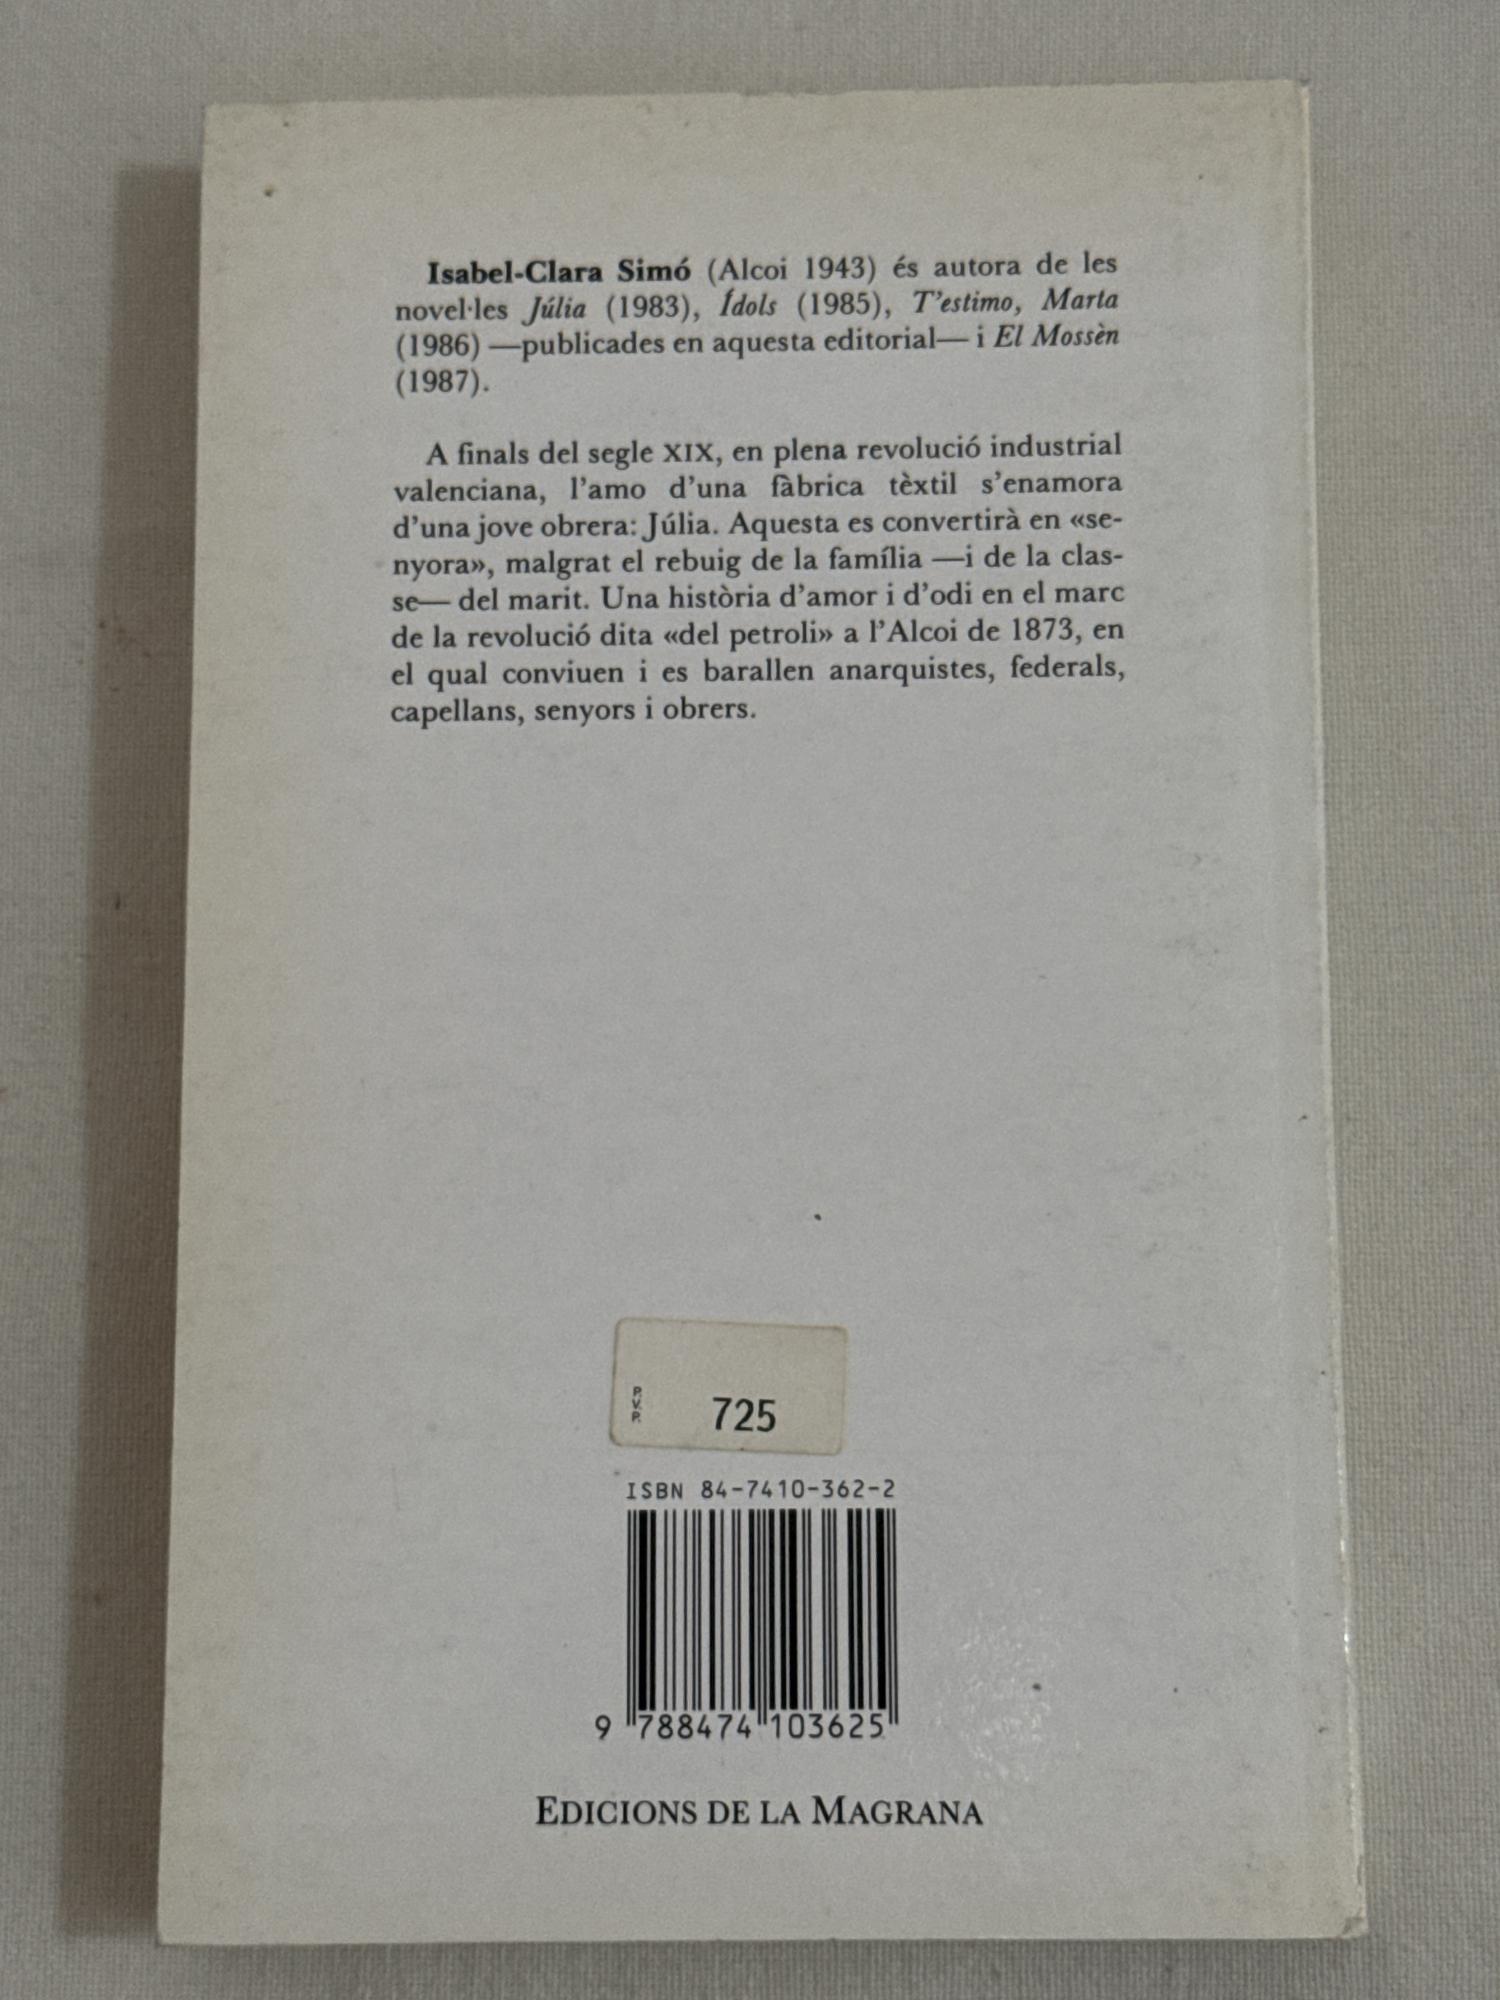 Isabel-Clara Simó (Alcoi 1943) és autora de les
novel·les Júlia (1983), Ídols (1985), T'estimo, Marta
(1986) —publicades en aquesta editorial— i El Mossèn
(1987).
A finals del segle XIX, en plena revolució industrial
valenciana, l'amo d'una fàbrica tèxtil s'enamora
d'una jove obrera: Júlia. Aquesta es convertirà en «se-
nyora», malgrat el rebuig de la família —i de la clas-
se— del marit. Una història d'amor i d'odi en el marc
de la revolució dita «del petroli» a l'Alcoi de 1873, en
el qual conviuen i es barallen anarquistes, federals,
capellans, senyors i obrers.
P.V.P. 725
ISBN 84-7410-362-2
9 788474 103625
EDICIONS DE LA MAGRANA